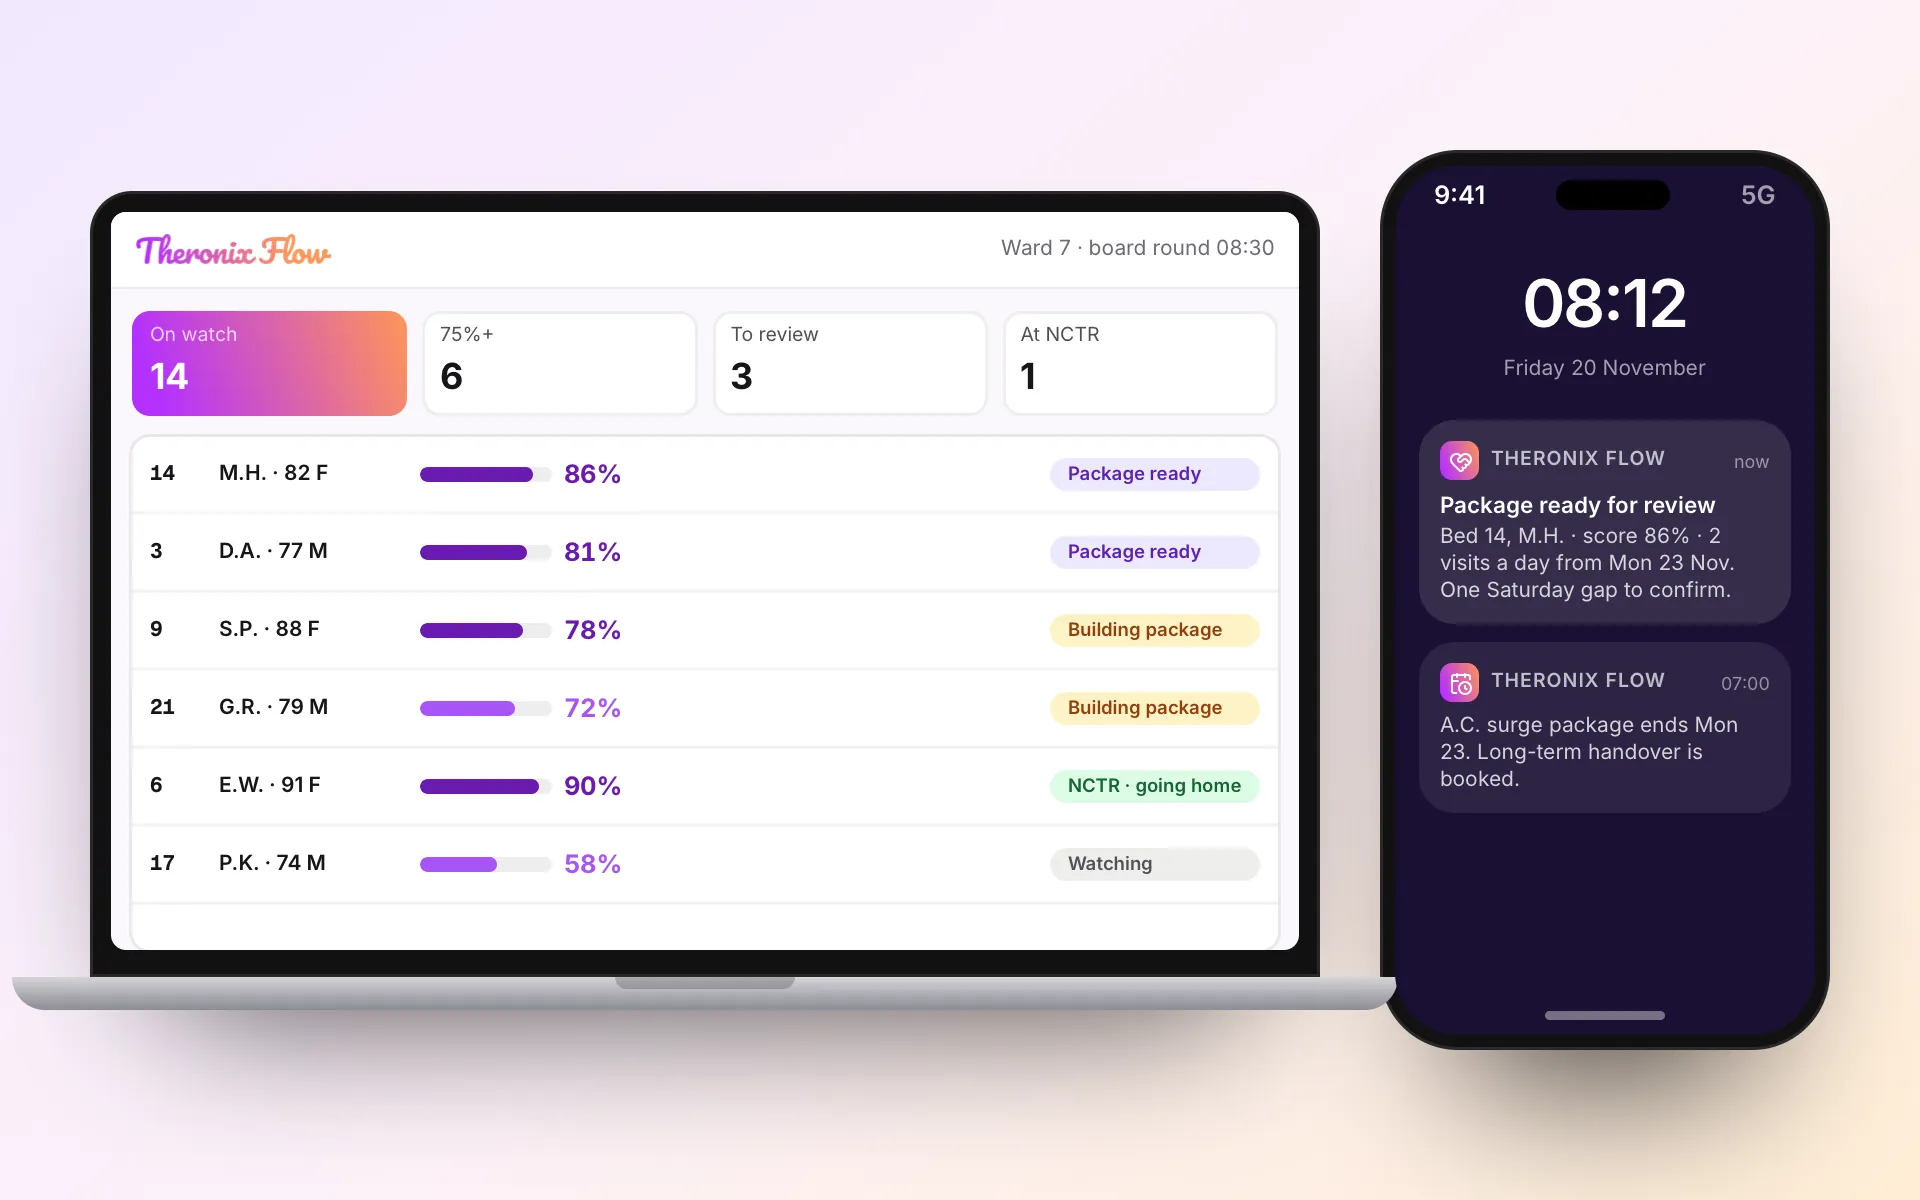 Theronix Flow
Ward 7 · board round 08:30
On watch
14
75%+
6
To review
3
At NCTR
1
14 M.H. · 82 F 86% Package ready
3 D.A. · 77 M 81% Package ready
9 S.P. · 88 F 78% Building package
21 G.R. · 79 M 72% Building package
6 E.W. · 91 F 90% NCTR · going home
17 P.K. · 74 M 58% Watching
9:41 5G
08:12
Friday 20 November
THERONIX FLOW now
Package ready for review
Bed 14, M.H. · score 86% · 2
visits a day from Mon 23 Nov.
One Saturday gap to confirm.
THERONIX FLOW 07:00
A.C. surge package ends Mon
23. Long-term handover is
booked.